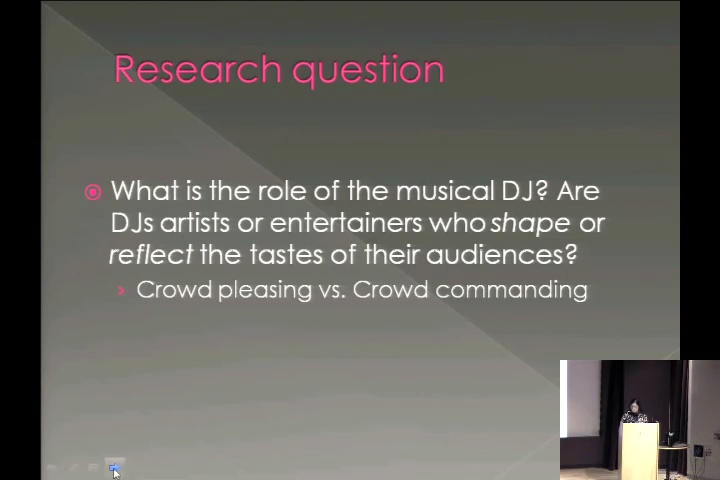 Research question
What is the role of the musical DJ? Are
DJs artists or entertainers who shape or
reflect the tastes of their audiences?
Crowd pleasing vs. Crowd commanding